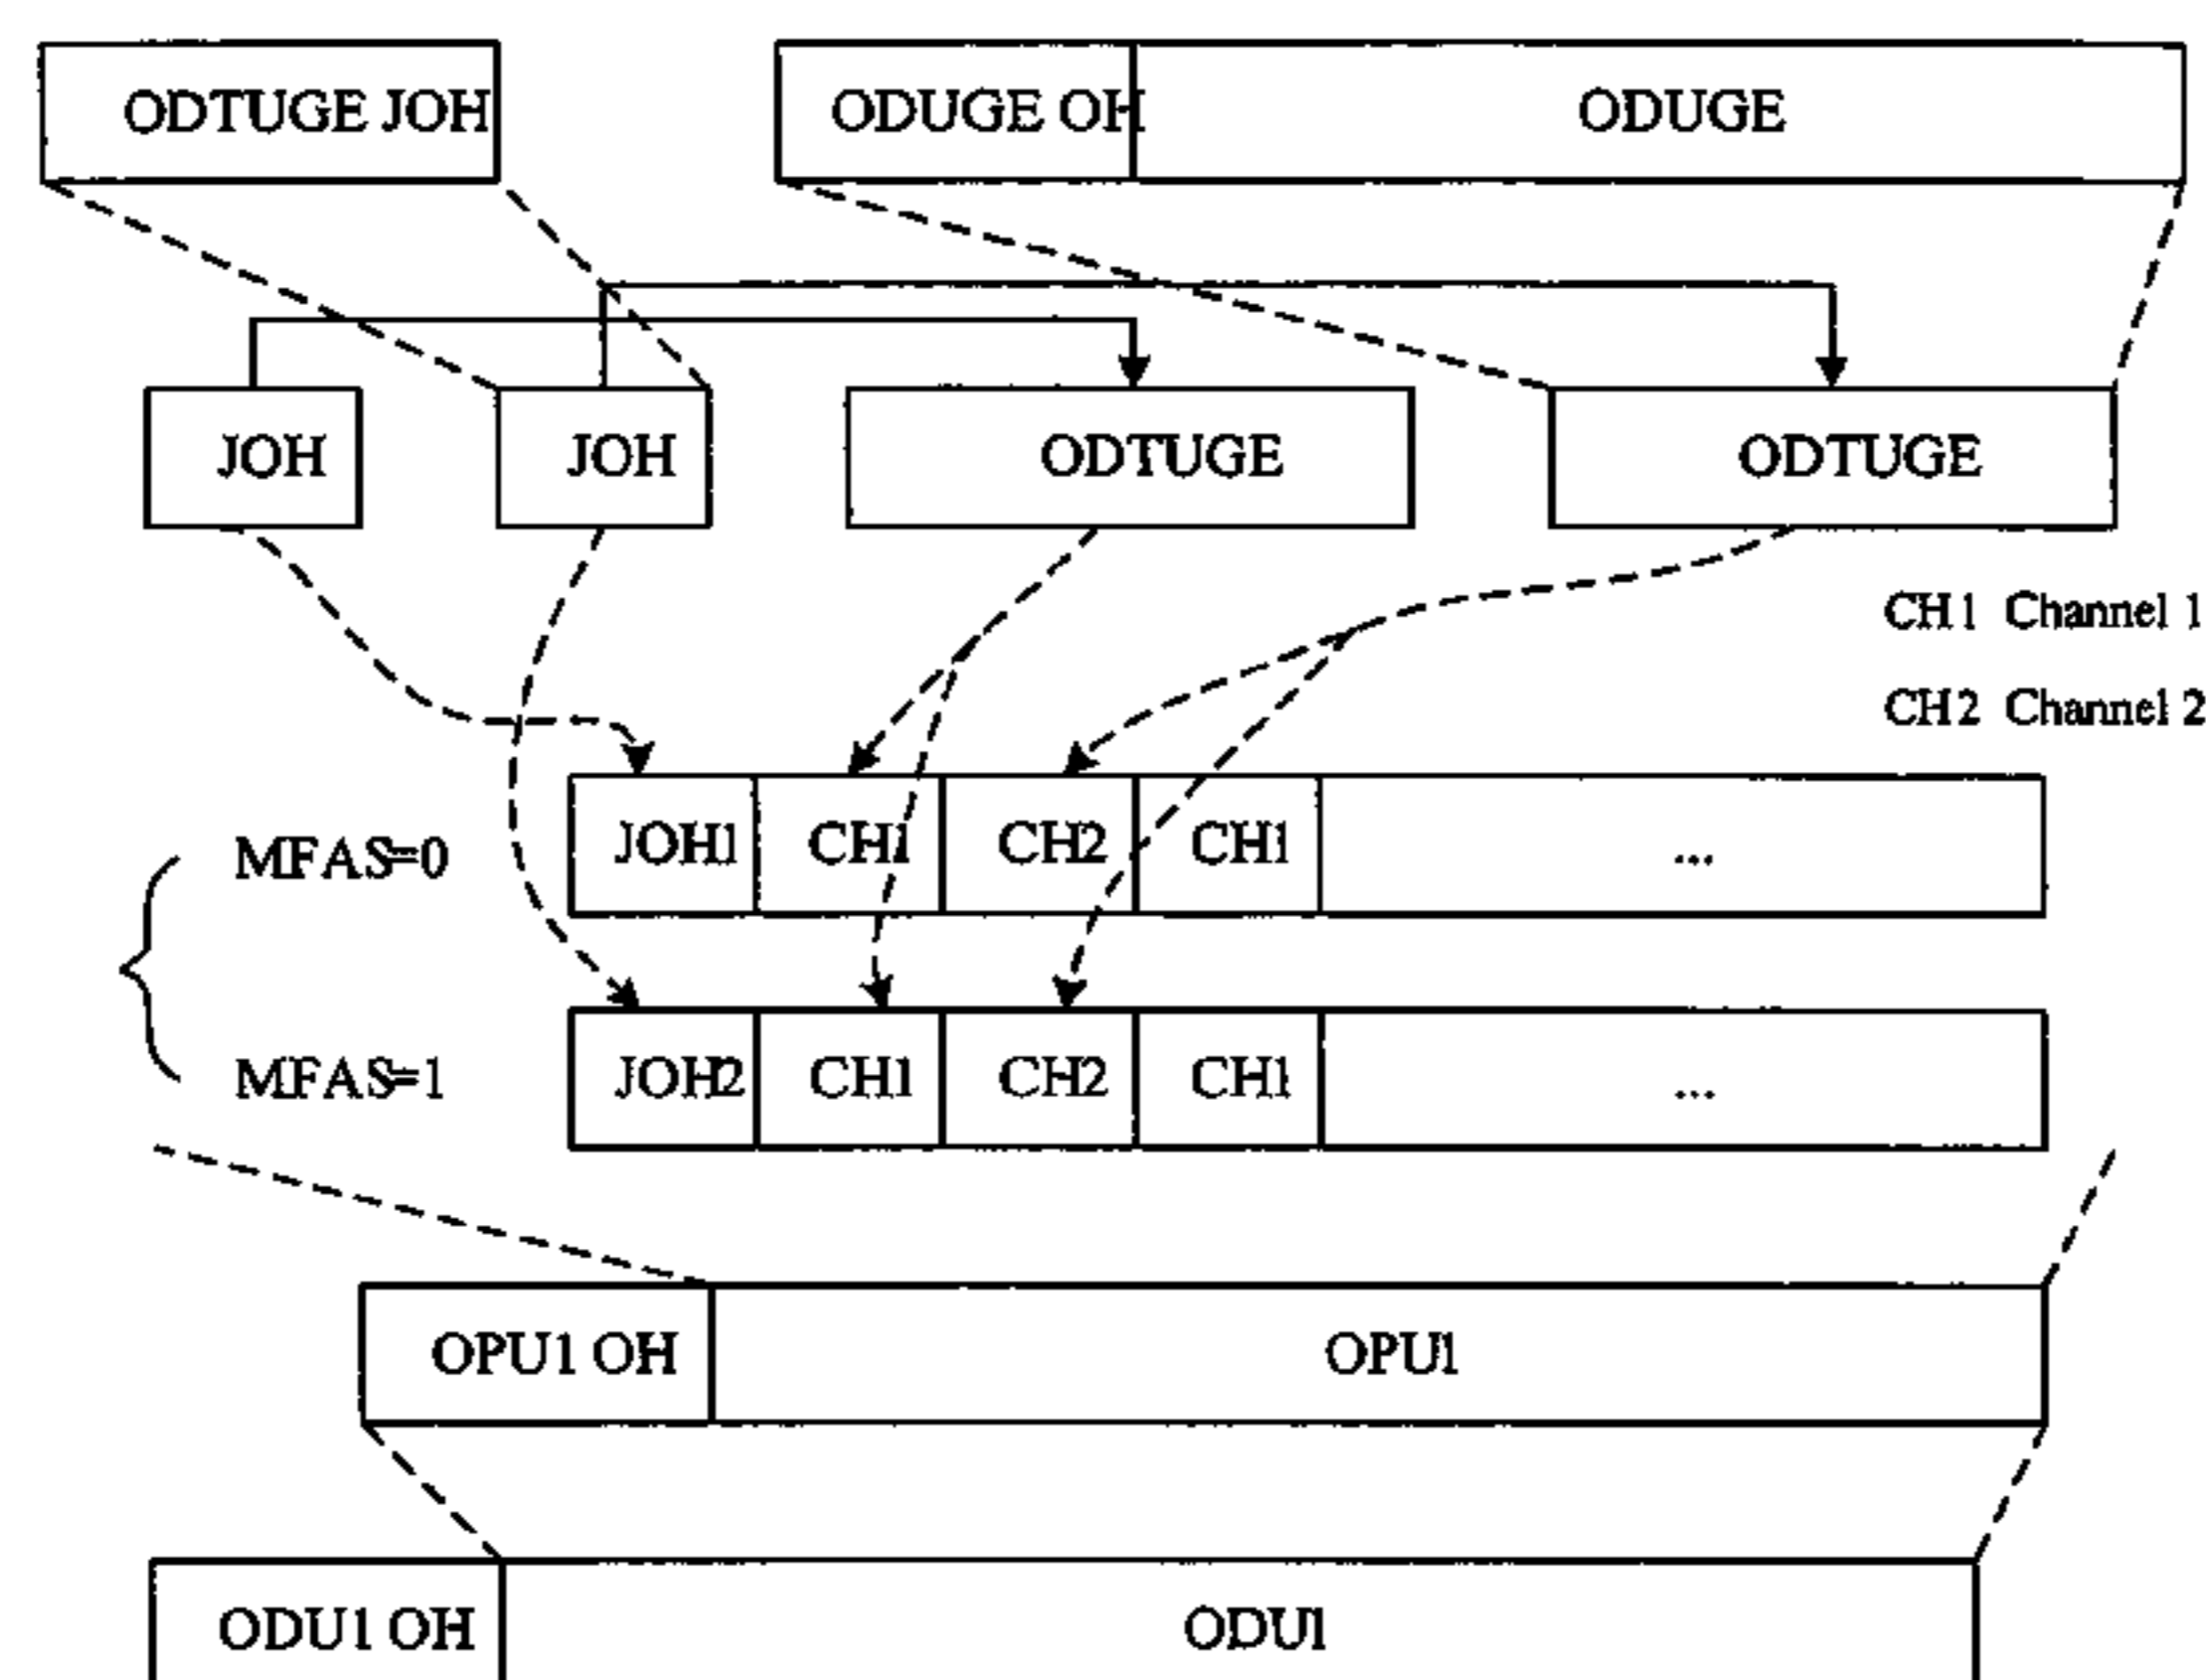 ODTUGE JOH ODUGE OH ODUGE
JOH JOH ODTUGE ODTUGE
CH1 Channel 1
CH2 Channel 2
MFAS=0 JOH1 CH1 CH2 CH1 ...
MFAS=1 JOH2 CH1 CH2 CH1 ...
OPU1 OH OPU1
ODU1 OH ODU1